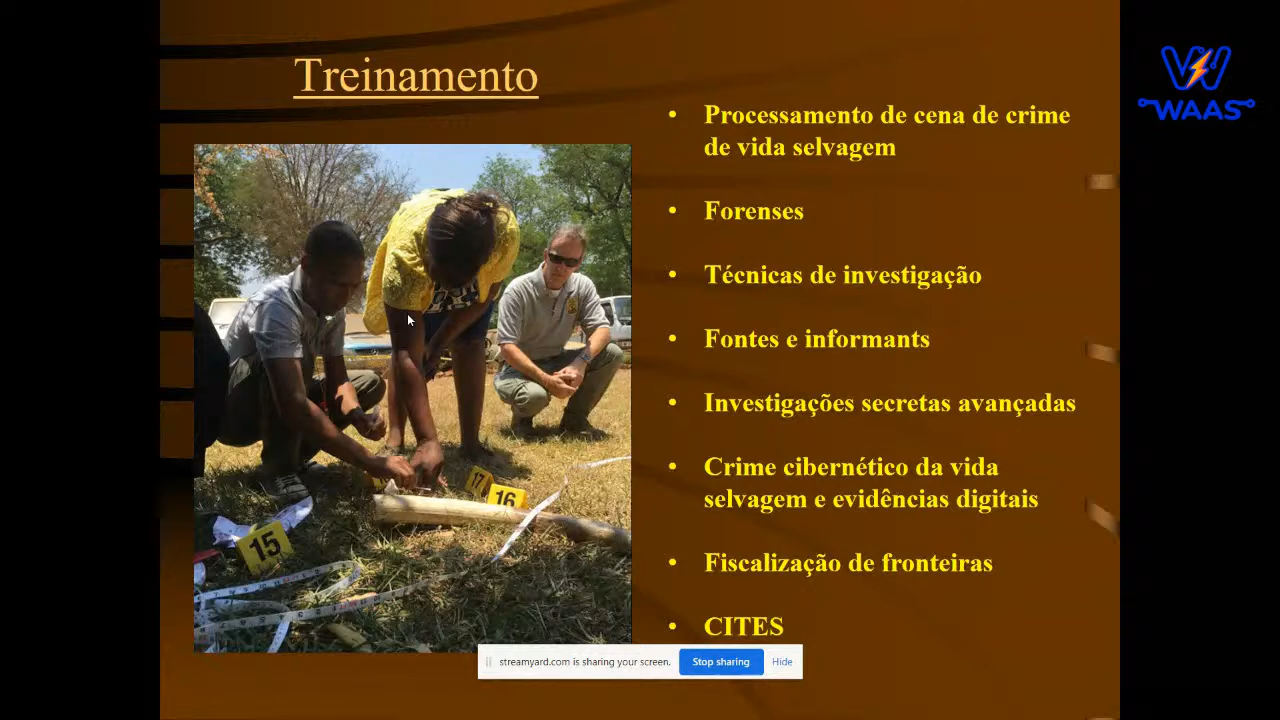 Treinamento
WAAS
• Processamento de cena de crime
de vida selvagem
• Forenses
• Técnicas de investigação
• Fontes e informants
• Investigações secretas avançadas
• Crime cibernético da vida
selvagem e evidências digitais
• Fiscalização de fronteiras
• CITES
17
16
15
streamyard.com is sharing your screen.
Stop sharing
Hide